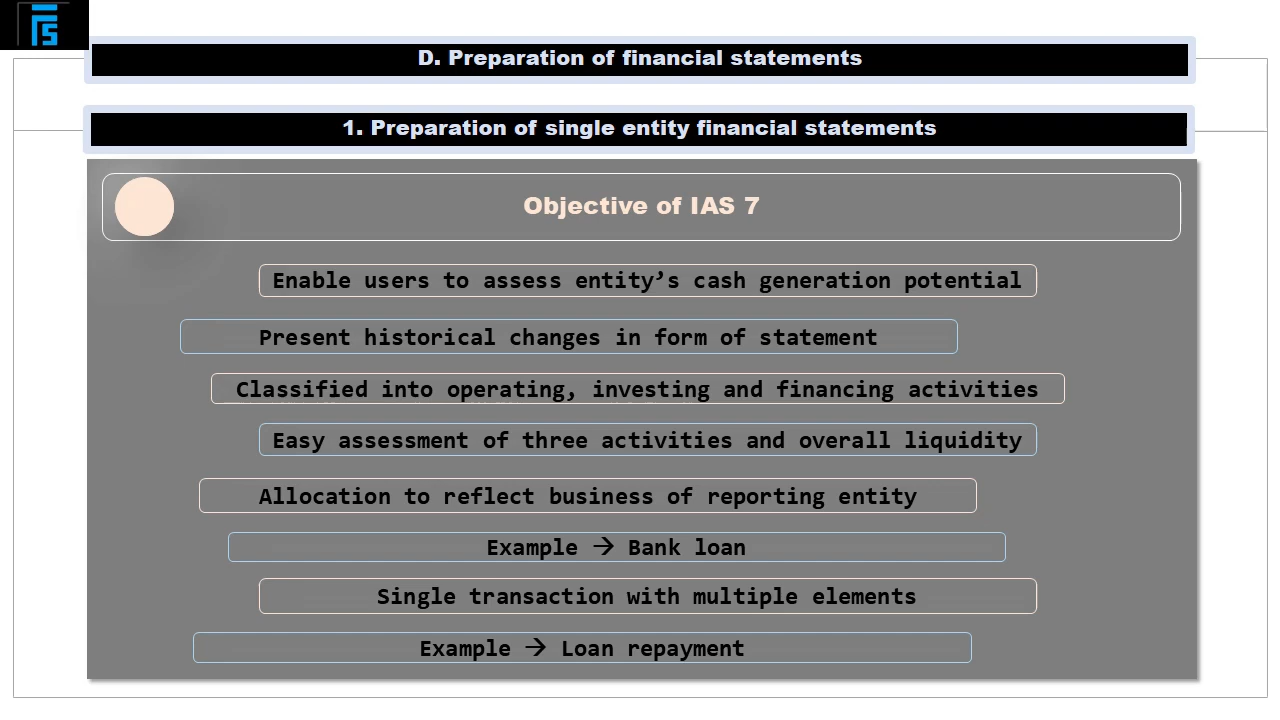 D. Preparation of financial statements
1. Preparation of single entity financial statements
Objective of IAS 7
Enable users to assess entity’s cash generation potential
Present historical changes in form of statement
Classified into operating, investing and financing activities
Easy assessment of three activities and overall liquidity
Allocation to reflect business of reporting entity
Example → Bank loan
Single transaction with multiple elements
Example → Loan repayment